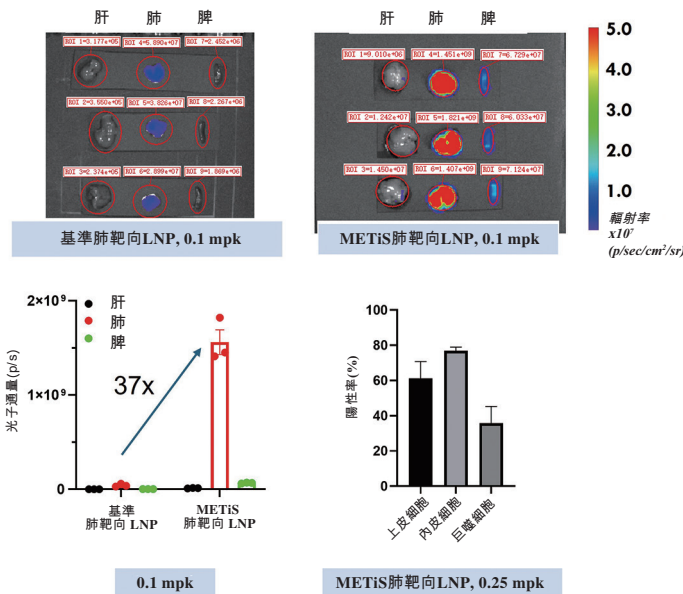 肝 肺 脾
ROI 1=3.177e+05 ROI 4=5.890e+07 ROI 7=2.452e+06
ROI 2=3.550e+05 ROI 5=3.826e+07 ROI 8=2.267e+06
ROI 3=2.374e+05 ROI 6=2.899e+07 ROI 9=1.869e+06
基準肺靶向LNP, 0.1 mpk
肝 肺 脾
ROI 1=9.010e+06 ROI 4=1.451e+09 ROI 7=6.729e+07
ROI 2=1.242e+07 ROI 5=1.821e+09 ROI 8=6.033e+07
ROI 3=1.450e+07 ROI 6=1.407e+09 ROI 9=7.124e+07
METiS肺靶向LNP, 0.1 mpk
5.0
4.0
3.0
2.0
1.0
輻射率
x10⁷
(p/sec/cm²/sr)
光子通量(p/s)
2×10⁹
1×10⁹
0
肝
肺
脾
37x
基準
肺靶向 LNP
METiS
肺靶向 LNP
0.1 mpk
陽性率(%)
100
80
60
40
20
0
上皮細胞
內皮細胞
巨噬細胞
METiS肺靶向LNP, 0.25 mpk